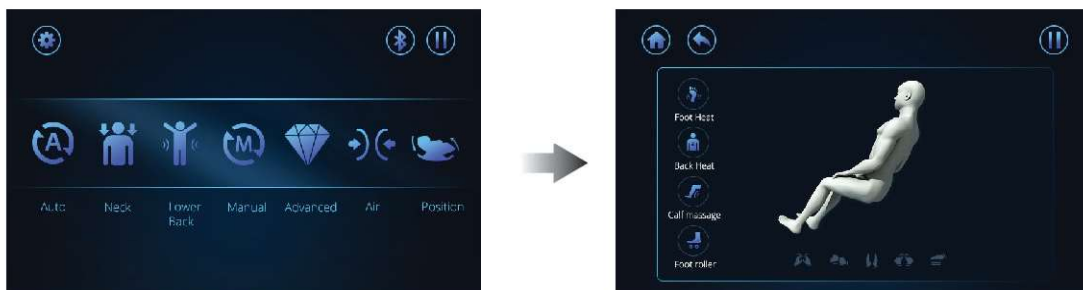 Auto
Neck
Lower
Back
Manual
Advanced
Air
Position
Foot Heat
Back Heat
Calf massage
Foot roller